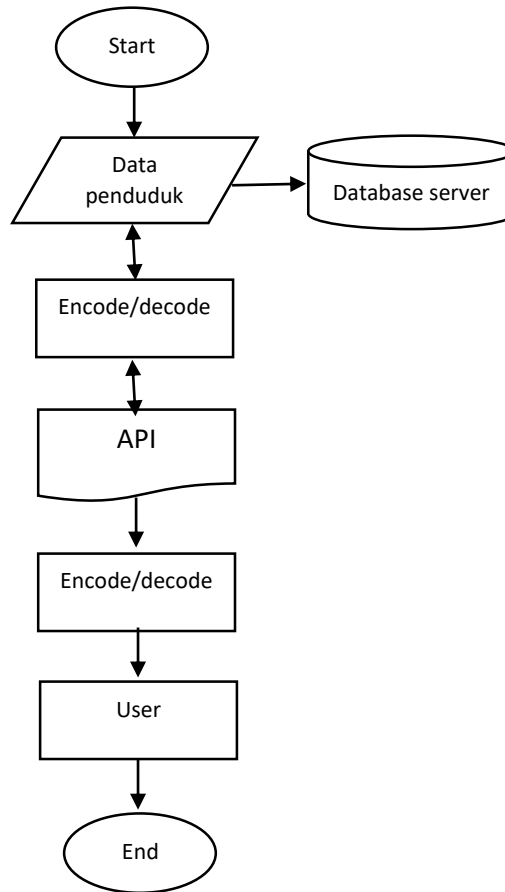 Start
Data
penduduk
Database server
Encode/decode
API
Encode/decode
User
End